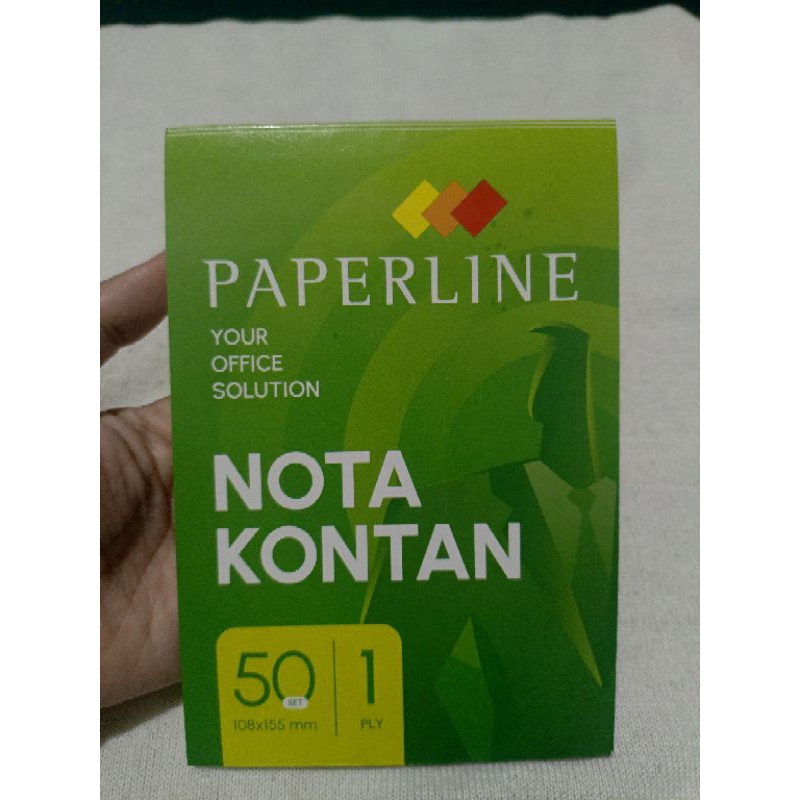 PAPERLINE
YOUR
OFFICE
SOLUTION
NOTA
KONTAN
50 SET
108x155 mm
1
PLY